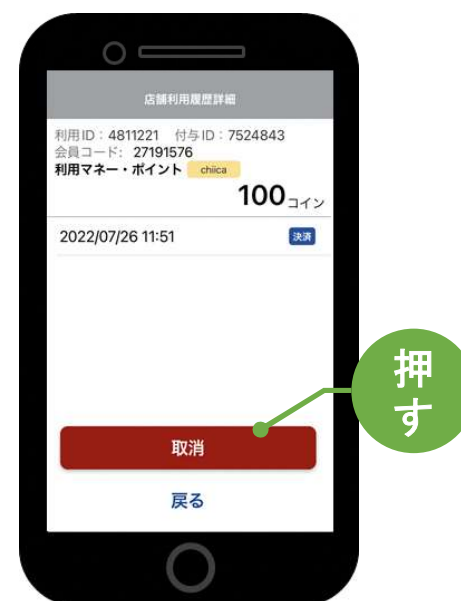 店舗利用履歴詳細
利用ID：4811221 付与ID：7524843
会員コード: 27191576
利用マネー・ポイント chiica
100コイン
2022/07/26 11:51 決済
取消
戻る
押す